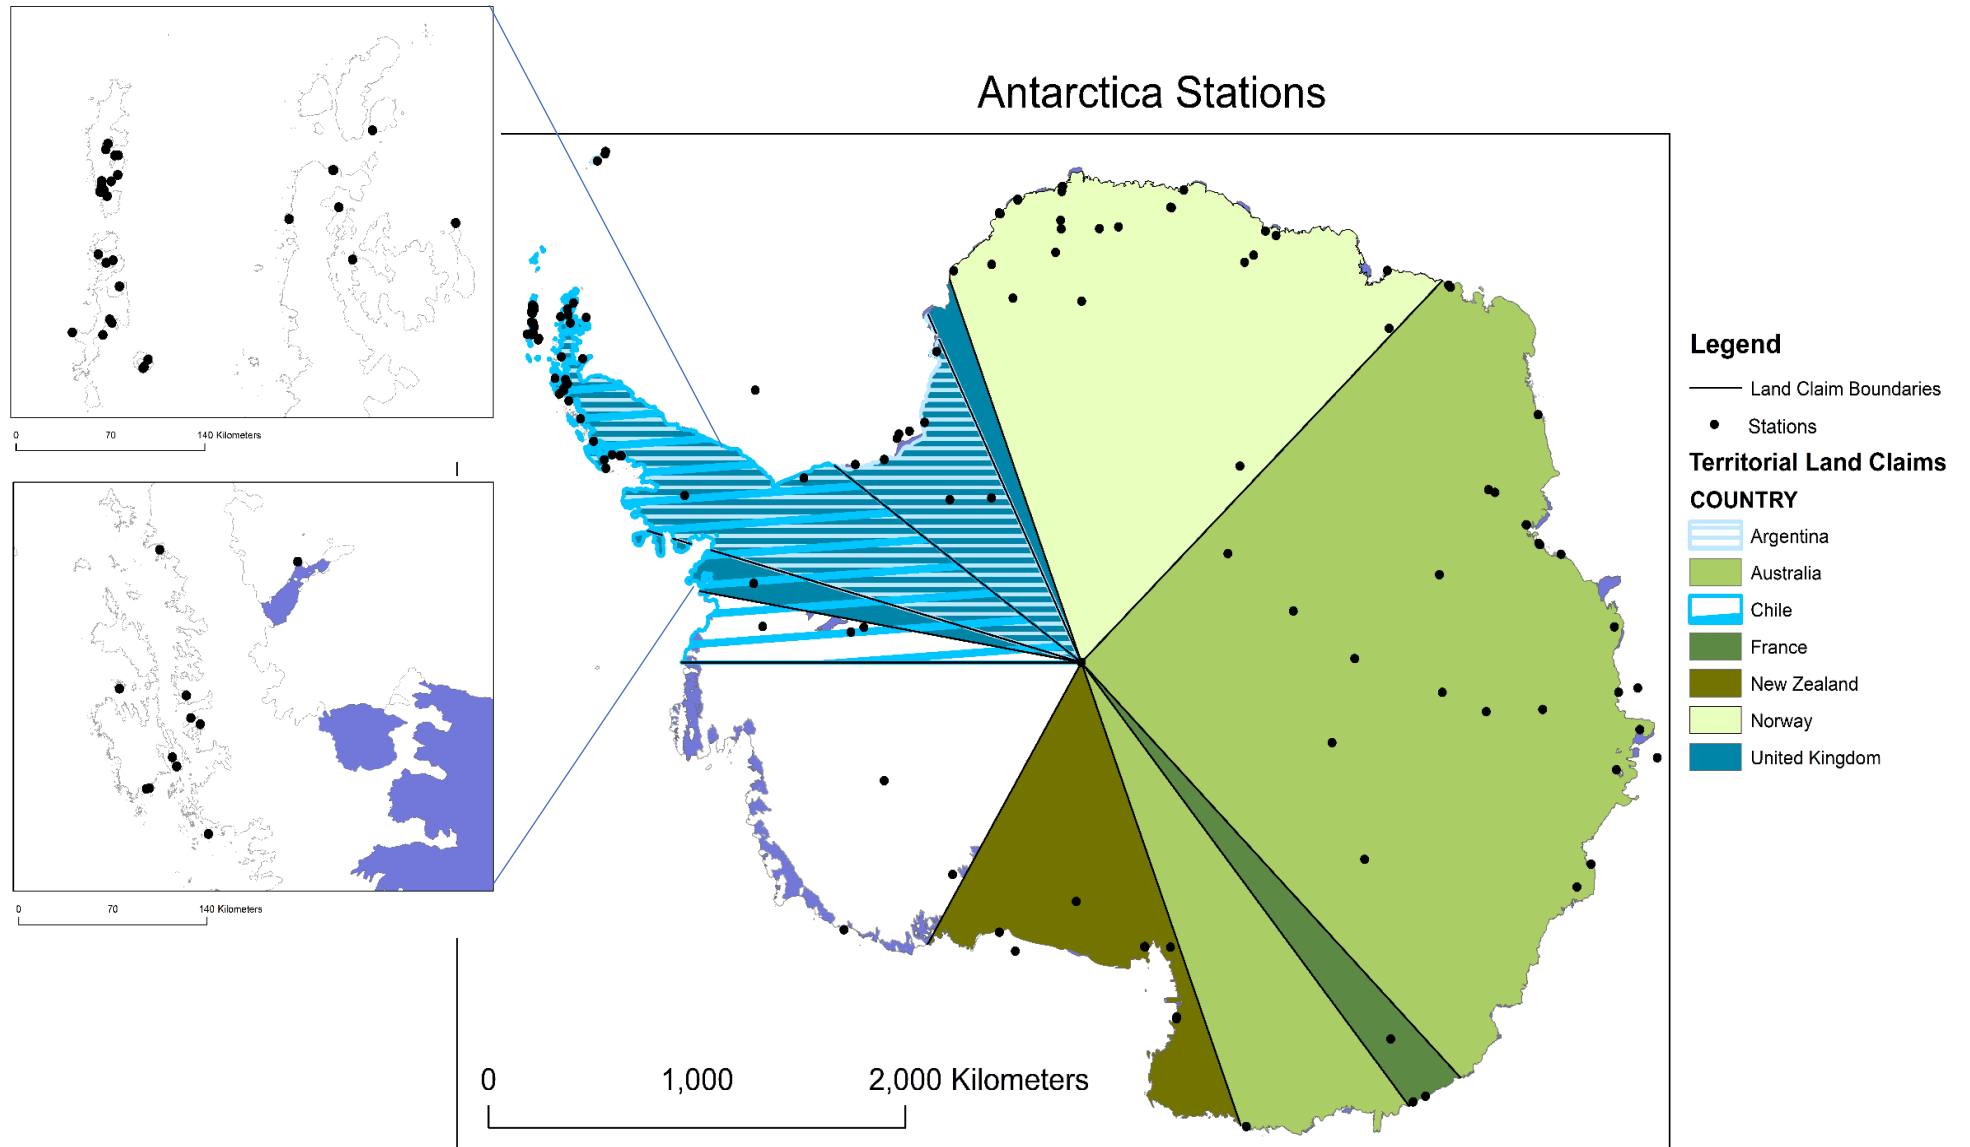 Antarctica Stations
0 70 140 Kilometers
0 70 140 Kilometers
0 1,000 2,000 Kilometers
Legend
Land Claim Boundaries
Stations
Territorial Land Claims
COUNTRY
Argentina
Australia
Chile
France
New Zealand
Norway
United Kingdom